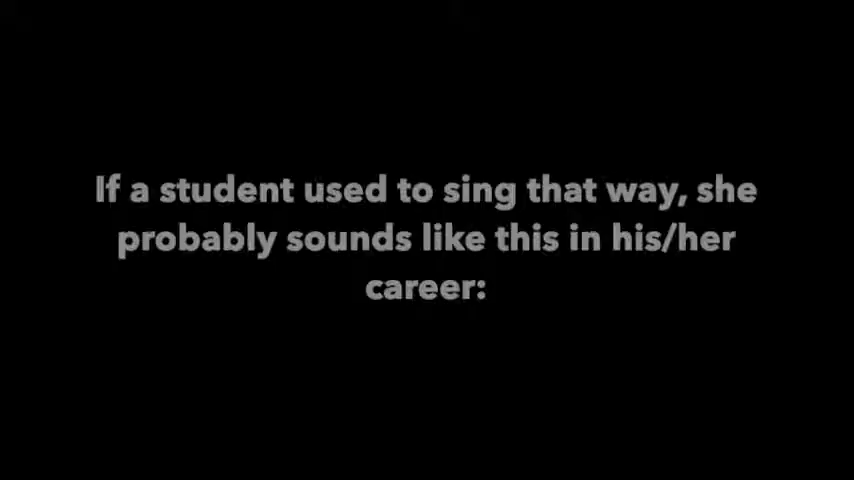 If a student used to sing that way, she
probably sounds like this in his/her
career: